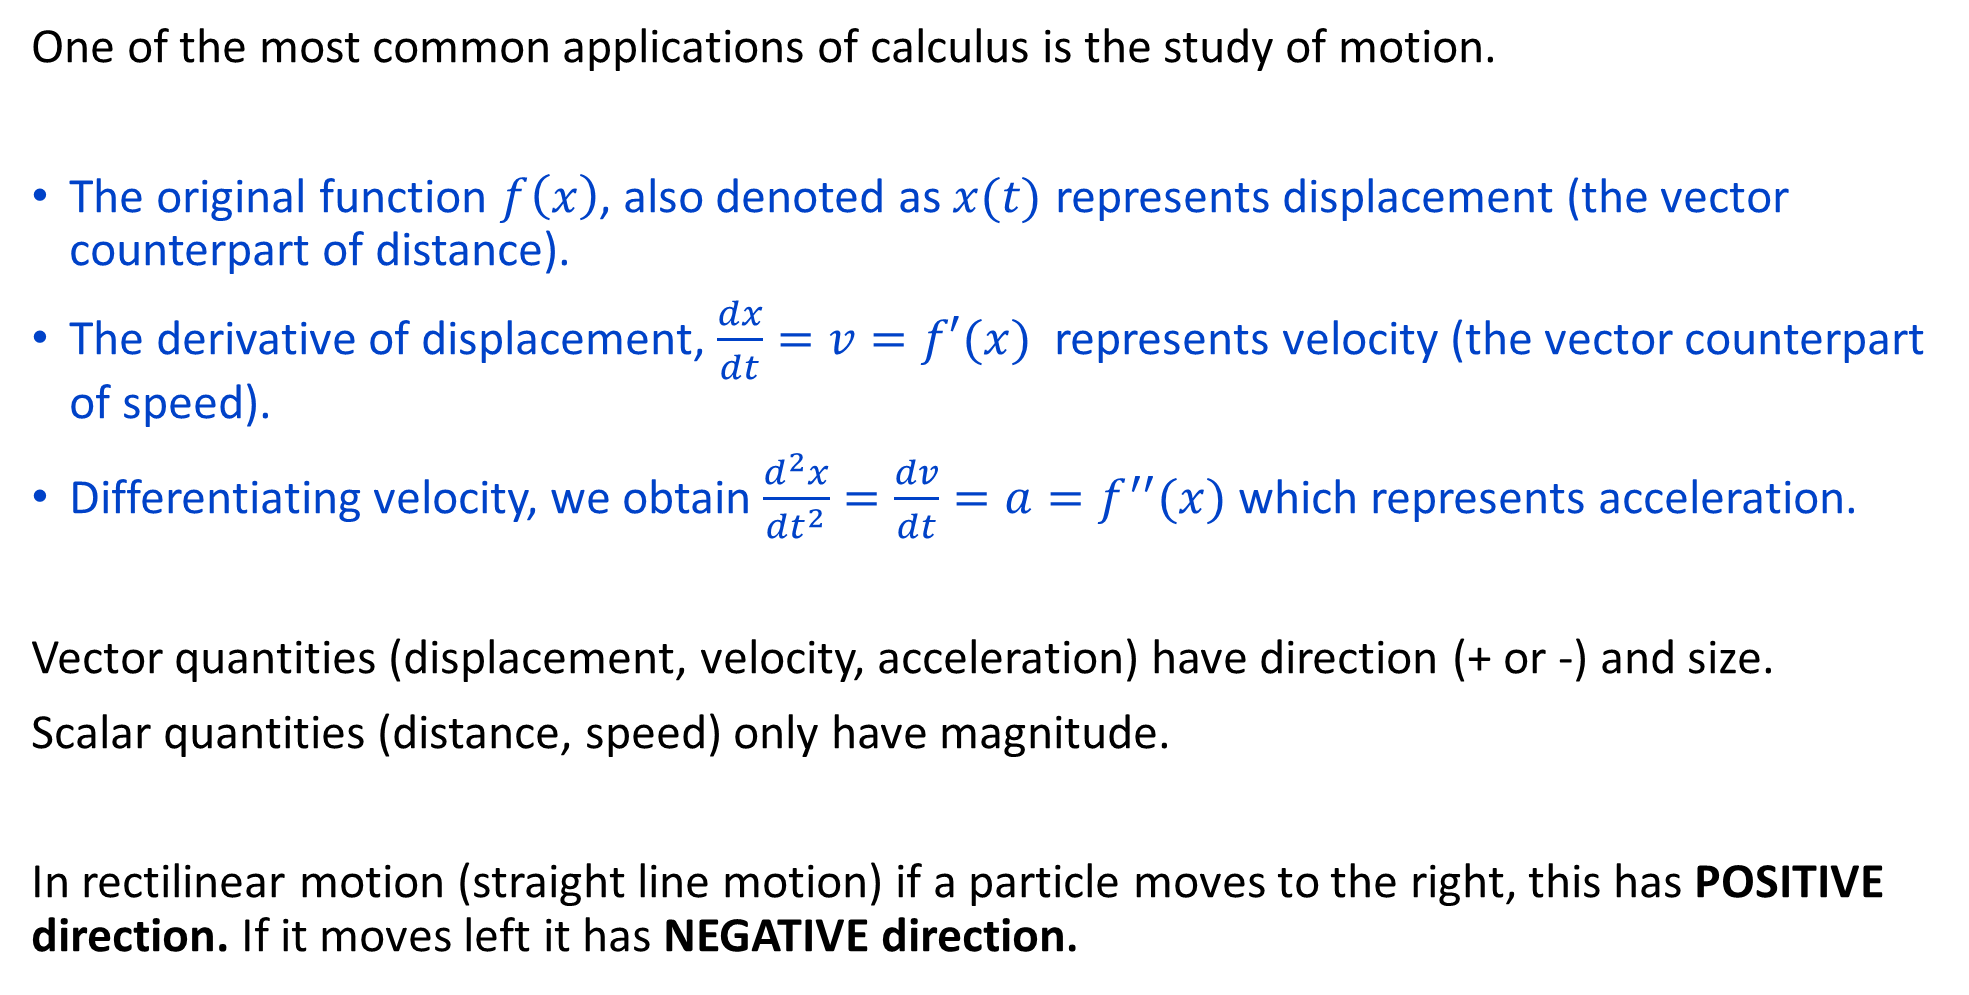 One of the most common applications of calculus is the study of motion.
• The original function f(x), also denoted as x(t) represents displacement (the vector
counterpart of distance).
• The derivative of displacement, dx/dt = v = f′(x) represents velocity (the vector counterpart
of speed).
• Differentiating velocity, we obtain d²x/dt² = dv/dt = a = f″(x) which represents acceleration.
Vector quantities (displacement, velocity, acceleration) have direction (+ or -) and size.
Scalar quantities (distance, speed) only have magnitude.
In rectilinear motion (straight line motion) if a particle moves to the right, this has POSITIVE
direction. If it moves left it has NEGATIVE direction.